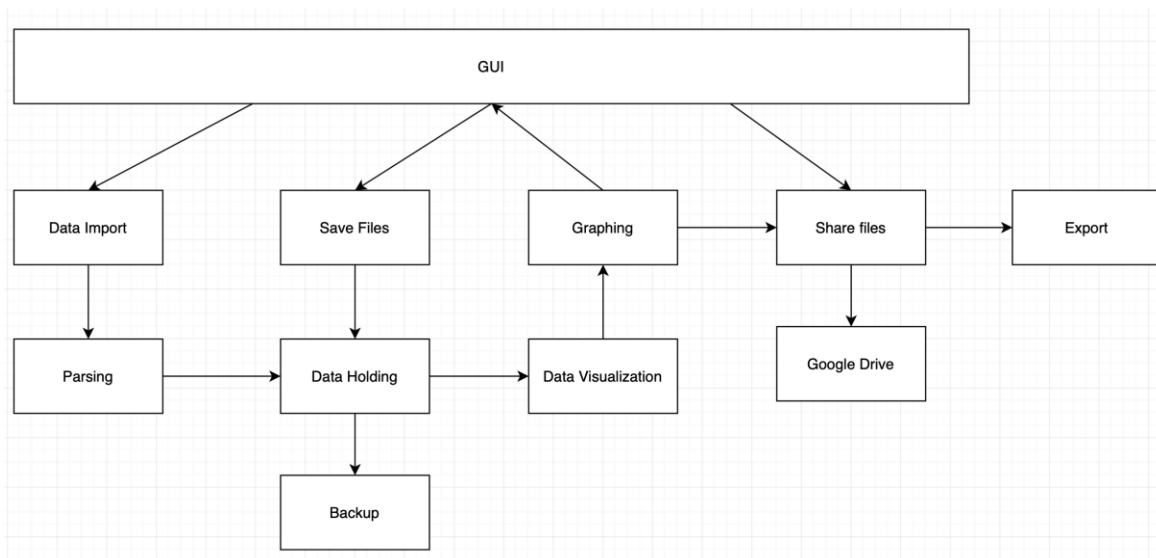 GUI
Data Import
Save Files
Graphing
Share files
Export
Parsing
Data Holding
Data Visualization
Google Drive
Backup